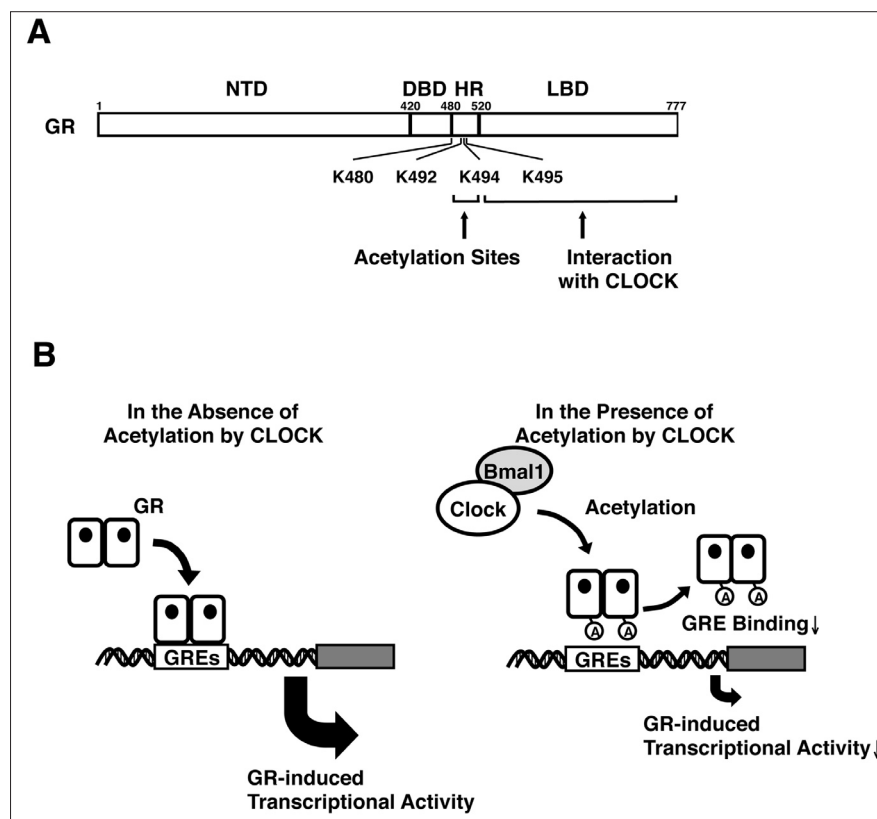 A
NTD DBD HR LBD
1 420 480 520 777
GR
K480 K492 K494 K495
Acetylation Sites
Interaction
with CLOCK
B
In the Absence of
Acetylation by CLOCK
GR
GREs
GR-induced
Transcriptional Activity
In the Presence of
Acetylation by CLOCK
Bmal1
Clock
Acetylation
A A
A A
GRE Binding↓
GREs
GR-induced
Transcriptional Activity↓